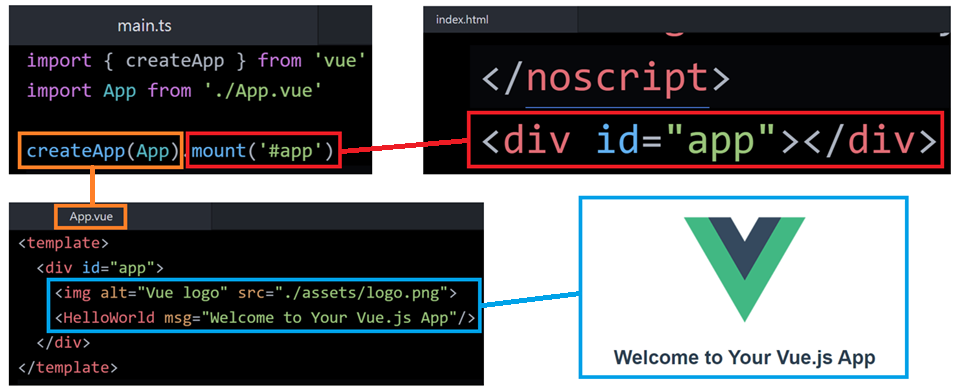 main.ts
import { createApp } from 'vue'
import App from './App.vue'
createApp(App).mount('#app')
index.html
</noscript>
<div id="app"></div>
App.vue
<template>
<div id="app">
<img alt="Vue logo" src="./assets/logo.png">
<HelloWorld msg="Welcome to Your Vue.js App"/>
</div>
</template>
Welcome to Your Vue.js App